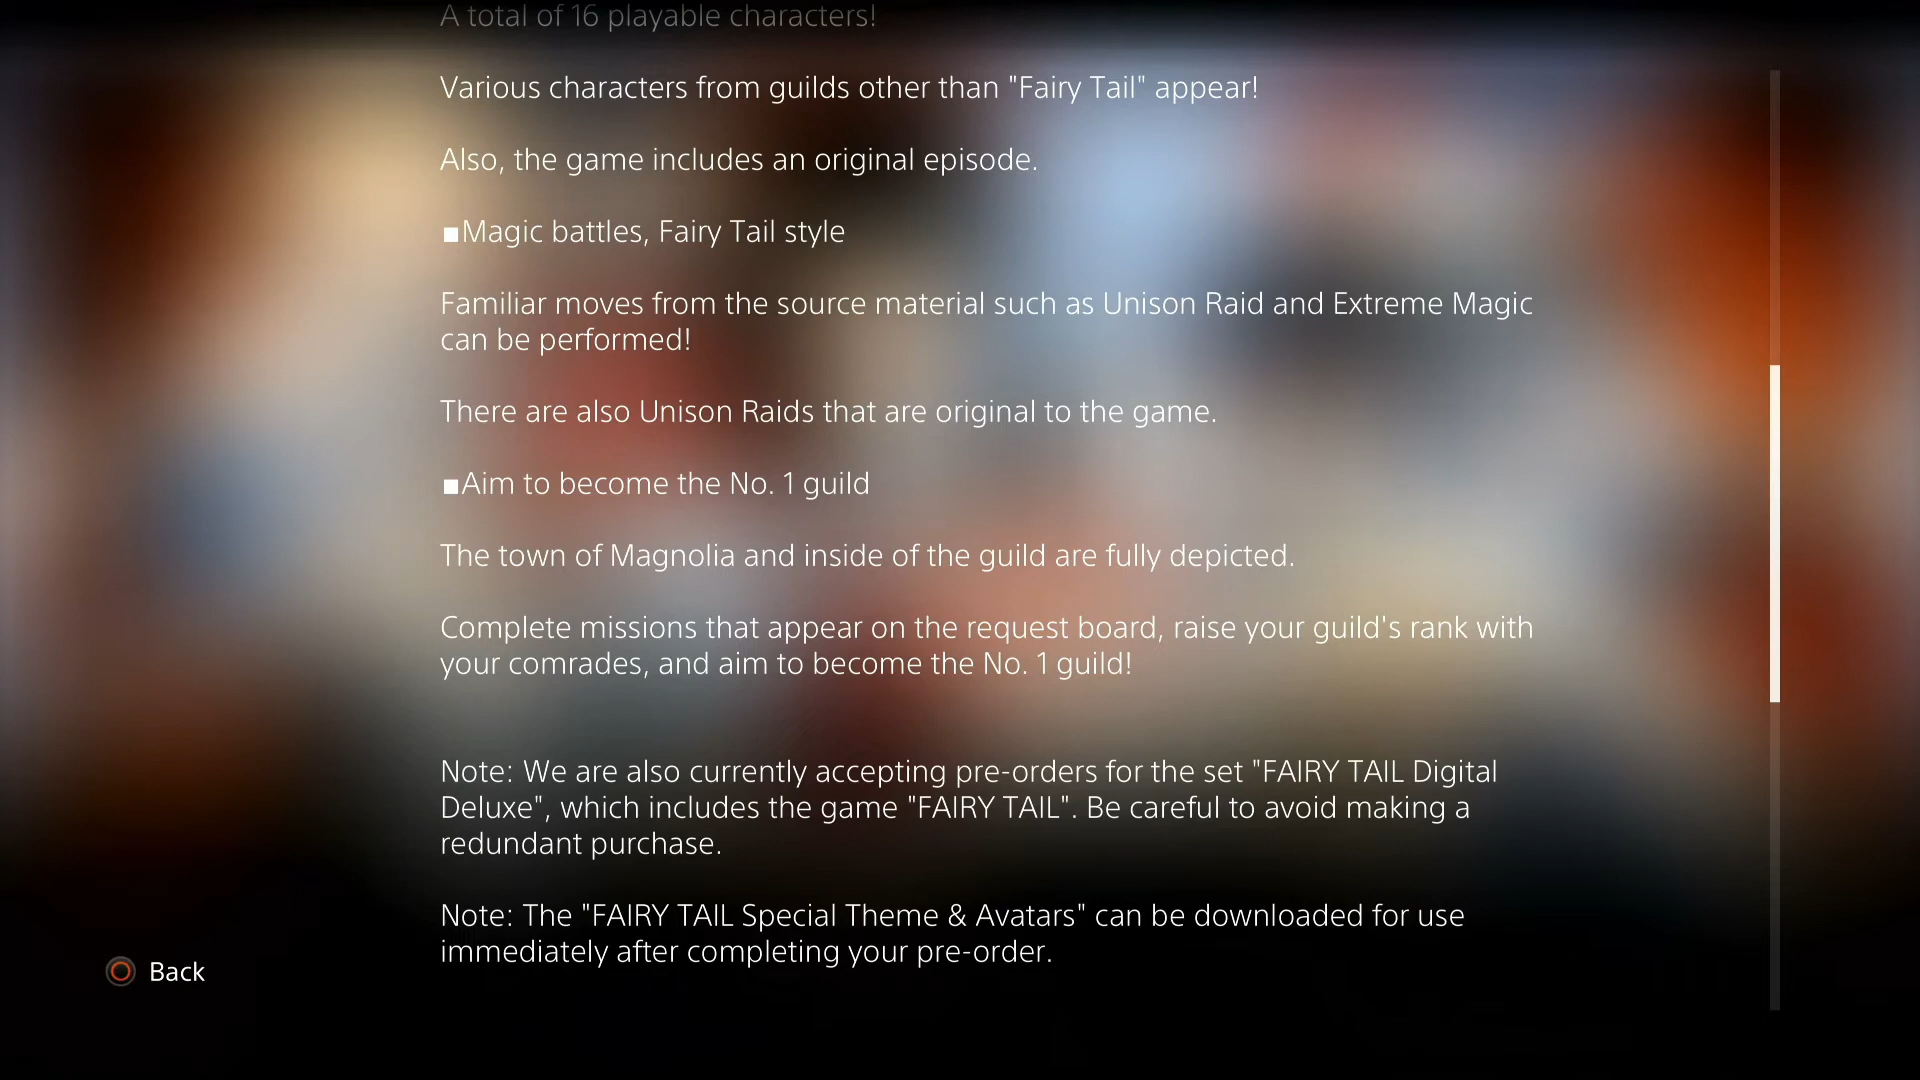 A total of 16 playable characters!
Various characters from guilds other than "Fairy Tail" appear!
Also, the game includes an original episode.
■Magic battles, Fairy Tail style
Familiar moves from the source material such as Unison Raid and Extreme Magic
can be performed!
There are also Unison Raids that are original to the game.
■Aim to become the No. 1 guild
The town of Magnolia and inside of the guild are fully depicted.
Complete missions that appear on the request board, raise your guild's rank with
your comrades, and aim to become the No. 1 guild!
Note: We are also currently accepting pre-orders for the set "FAIRY TAIL Digital
Deluxe", which includes the game "FAIRY TAIL". Be careful to avoid making a
redundant purchase.
Note: The "FAIRY TAIL Special Theme & Avatars" can be downloaded for use
immediately after completing your pre-order.
Back